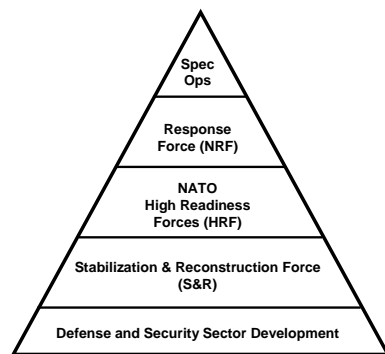 Spec
Ops
Response
Force (NRF)
NATO
High Readiness
Forces (HRF)
Stabilization & Reconstruction Force
(S&R)
Defense and Security Sector Development